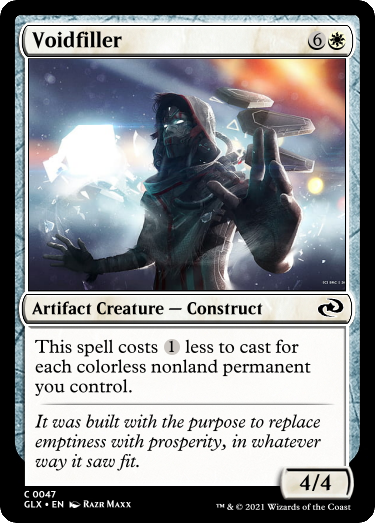 Voidfiller 6
Artifact Creature — Construct
This spell costs 1 less to cast for
each colorless nonland permanent
you control.
It was built with the purpose to replace
emptiness with prosperity, in whatever
way it saw fit.
4/4
C 0047
GLX • EN Razr Maxx
™ & © 2021 Wizards of the Coast